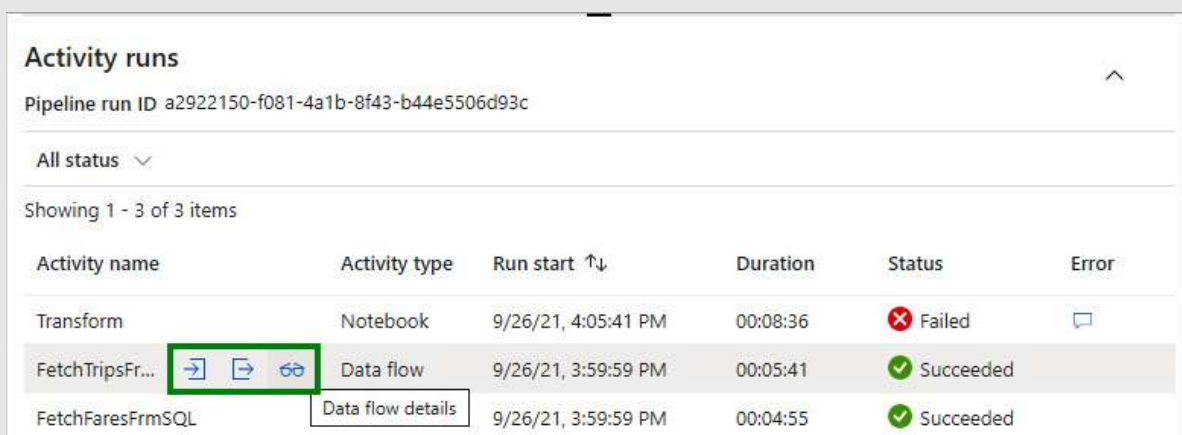 Activity runs
Pipeline run ID a2922150-f081-4a1b-8f43-b44e5506d93c
All status
Showing 1 - 3 of 3 items
Activity name Activity type Run start ↑↓ Duration Status Error
Transform Notebook 9/26/21, 4:05:41 PM 00:08:36 Failed
FetchTripsFr... Data flow 9/26/21, 3:59:59 PM 00:05:41 Succeeded
Data flow details
FetchFaresFrmSQL 9/26/21, 3:59:59 PM 00:04:55 Succeeded